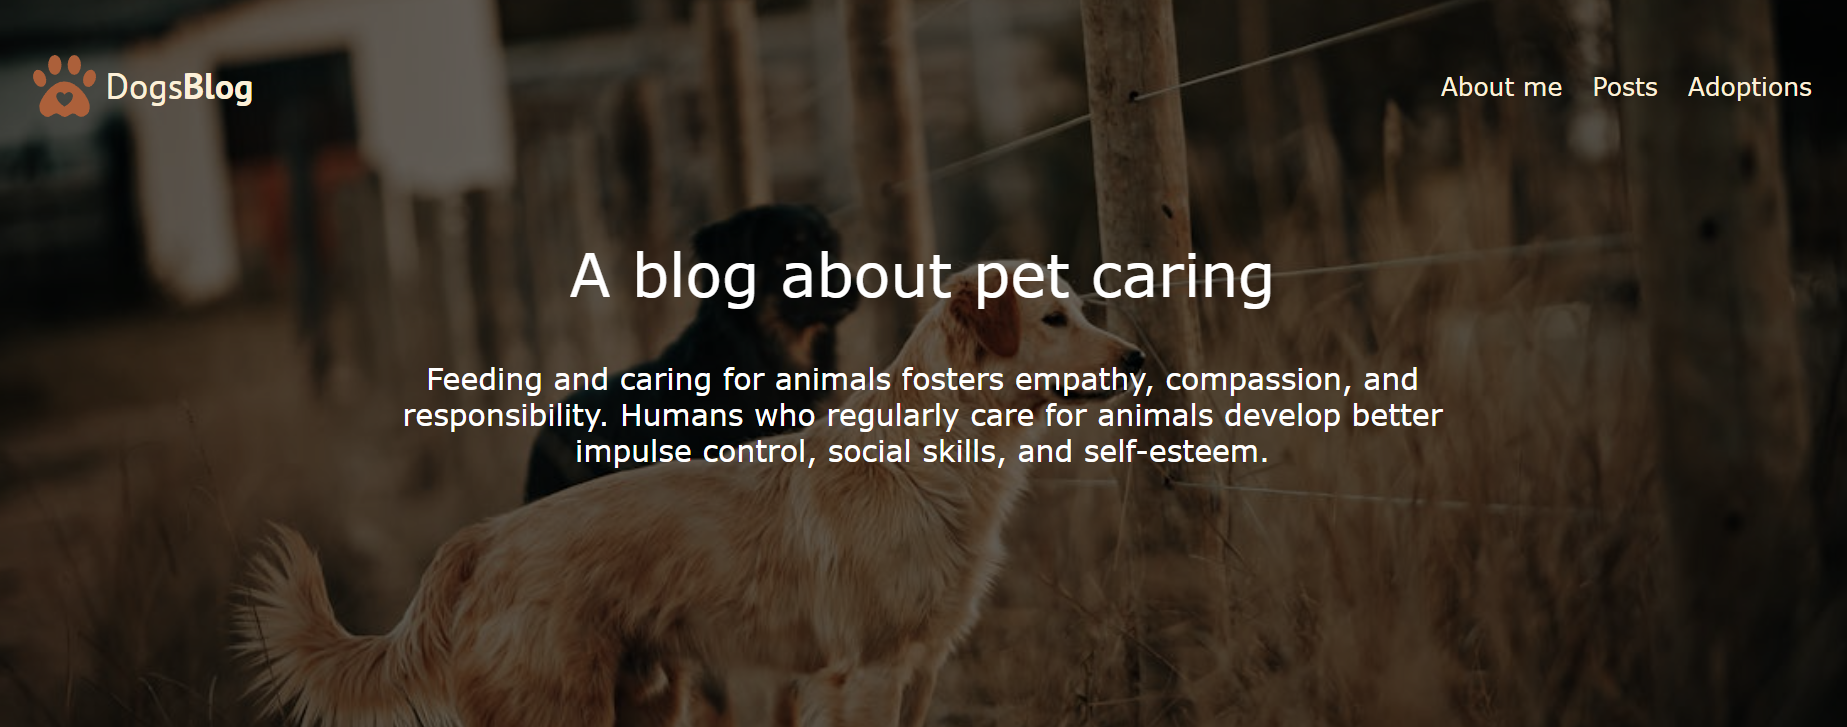 DogsBlog
About me Posts Adoptions
A blog about pet caring
Feeding and caring for animals fosters empathy, compassion, and
responsibility. Humans who regularly care for animals develop better
impulse control, social skills, and self-esteem.